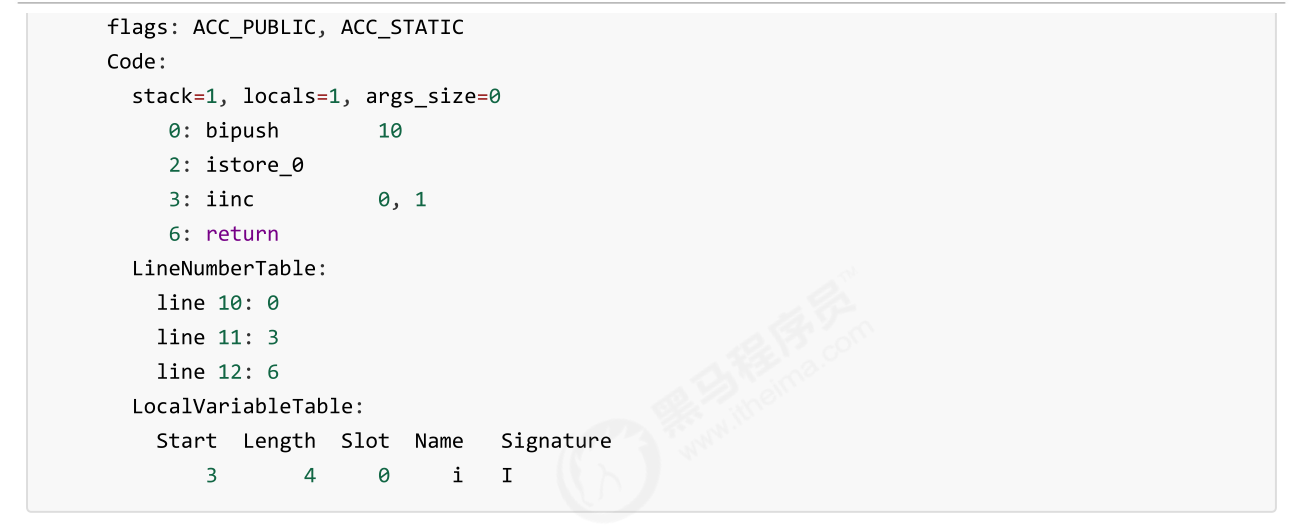 flags: ACC_PUBLIC, ACC_STATIC
Code:
stack=1, locals=1, args_size=0
0: bipush 10
2: istore_0
3: iinc 0, 1
6: return
LineNumberTable:
line 10: 0
line 11: 3
line 12: 6
LocalVariableTable:
Start Length Slot Name Signature
3 4 0 i I
黑马程序员™
www.itheima.com